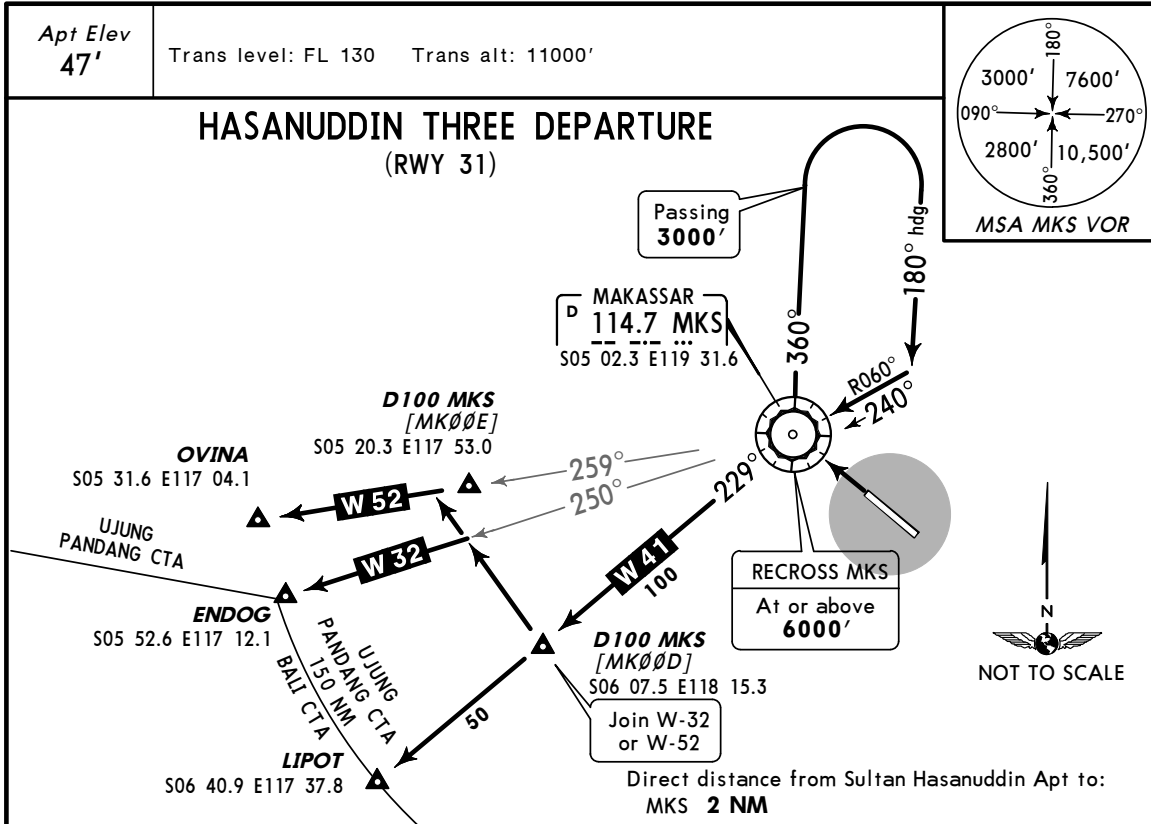 Apt Elev
47'
Trans level: FL 130 Trans alt: 11000'
HASANUDDIN THREE DEPARTURE
(RWY 31)
180°
3000' 7600'
090° 270°
2800' 10,500'
360°
MSA MKS VOR
Passing
3000'
180° hdg
MAKASSAR
D 114.7 MKS
S05 02.3 E119 31.6
360°
R060°
240°
D100 MKS
[MKØØE]
S05 20.3 E117 53.0
OVINA
S05 31.6 E117 04.1
259°
250°
229°
W 52
W 32
W 41
100
UJUNG
PANDANG CTA
ENDOG
S05 52.6 E117 12.1
RECROSS MKS
At or above
6000'
N
NOT TO SCALE
D100 MKS
[MKØØD]
S06 07.5 E118 15.3
Join W-32
or W-52
UJUNG
PANDANG CTA
150 NM
BALI CTA
50
LIPOT
S06 40.9 E117 37.8
Direct distance from Sultan Hasanuddin Apt to:
MKS 2 NM